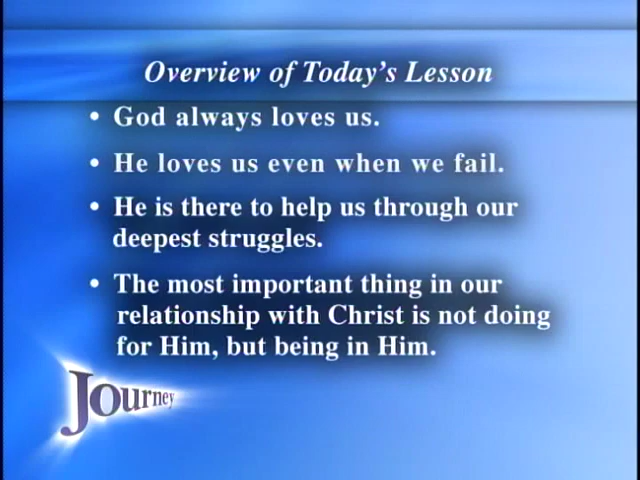 Overview of Today's Lesson
• God always loves us.
• He loves us even when we fail.
• He is there to help us through our
deepest struggles.
• The most important thing in our
relationship with Christ is not doing
for Him, but being in Him.
Journey